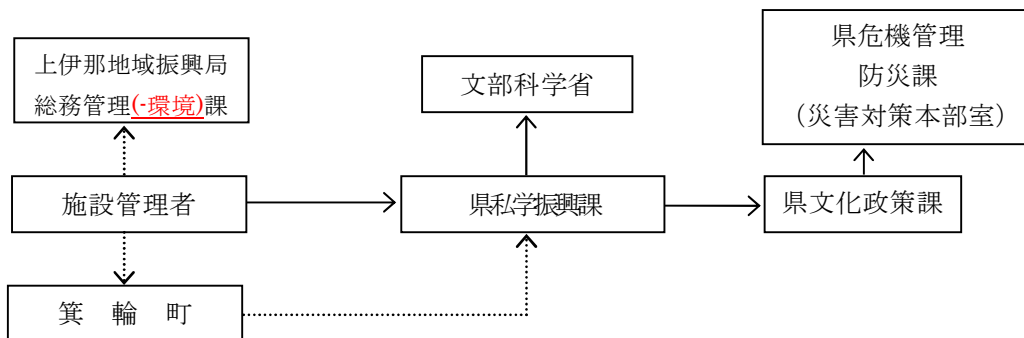 上伊那地域振興局
総務管理(-環境)課
文部科学省
県危機管理
防災課
(災害対策本部室)
施設管理者
県私学振興課
県文化政策課
箕 輪 町